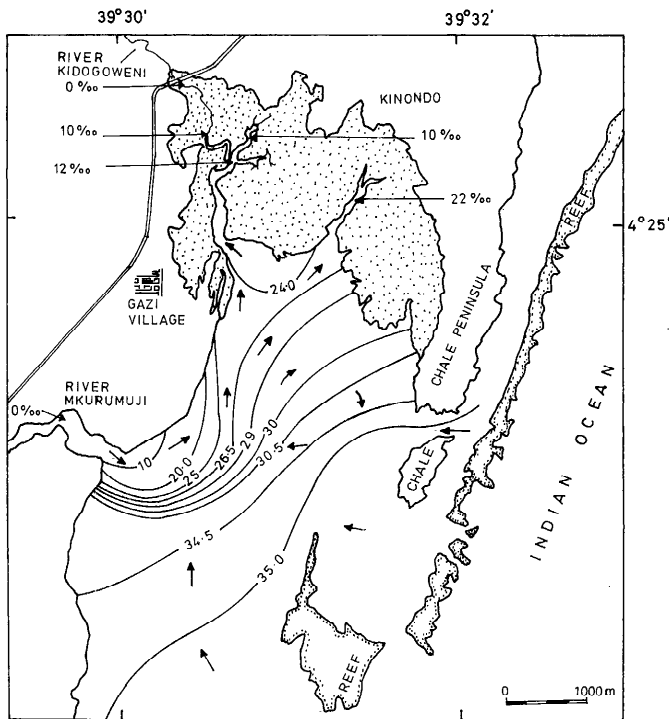 39°30'
39°32'
RIVER
KIDOGOWENI
0 ‰
KINONDO
10 ‰
10 ‰
12 ‰
22 ‰
4°25'
REEF
24·0
GAZI
VILLAGE
CHALE PENINSULA
RIVER
MKURUMUJI
0‰
10
20·0
25
26·5
29
30
30·5
CHALE
INDIAN OCEAN
34·5
35·0
REEF
0 1000 m